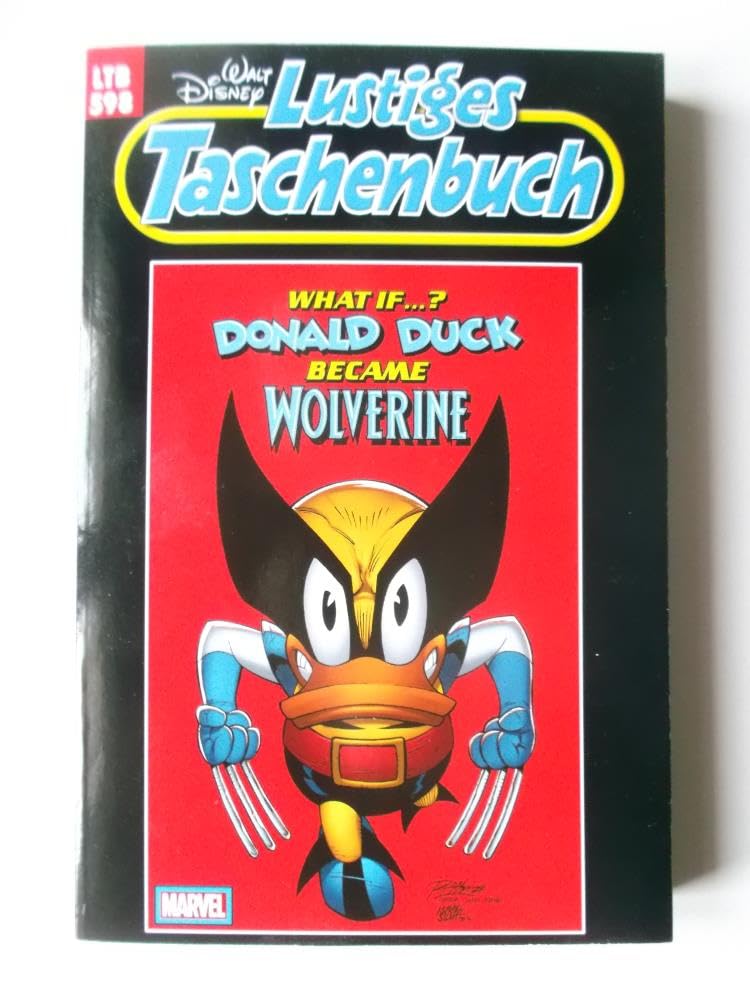 LTB
598
WALT
DISNEY
Lustiges
Taschenbuch
WHAT IF...?
DONALD DUCK
BECAME
WOLVERINE
MARVEL